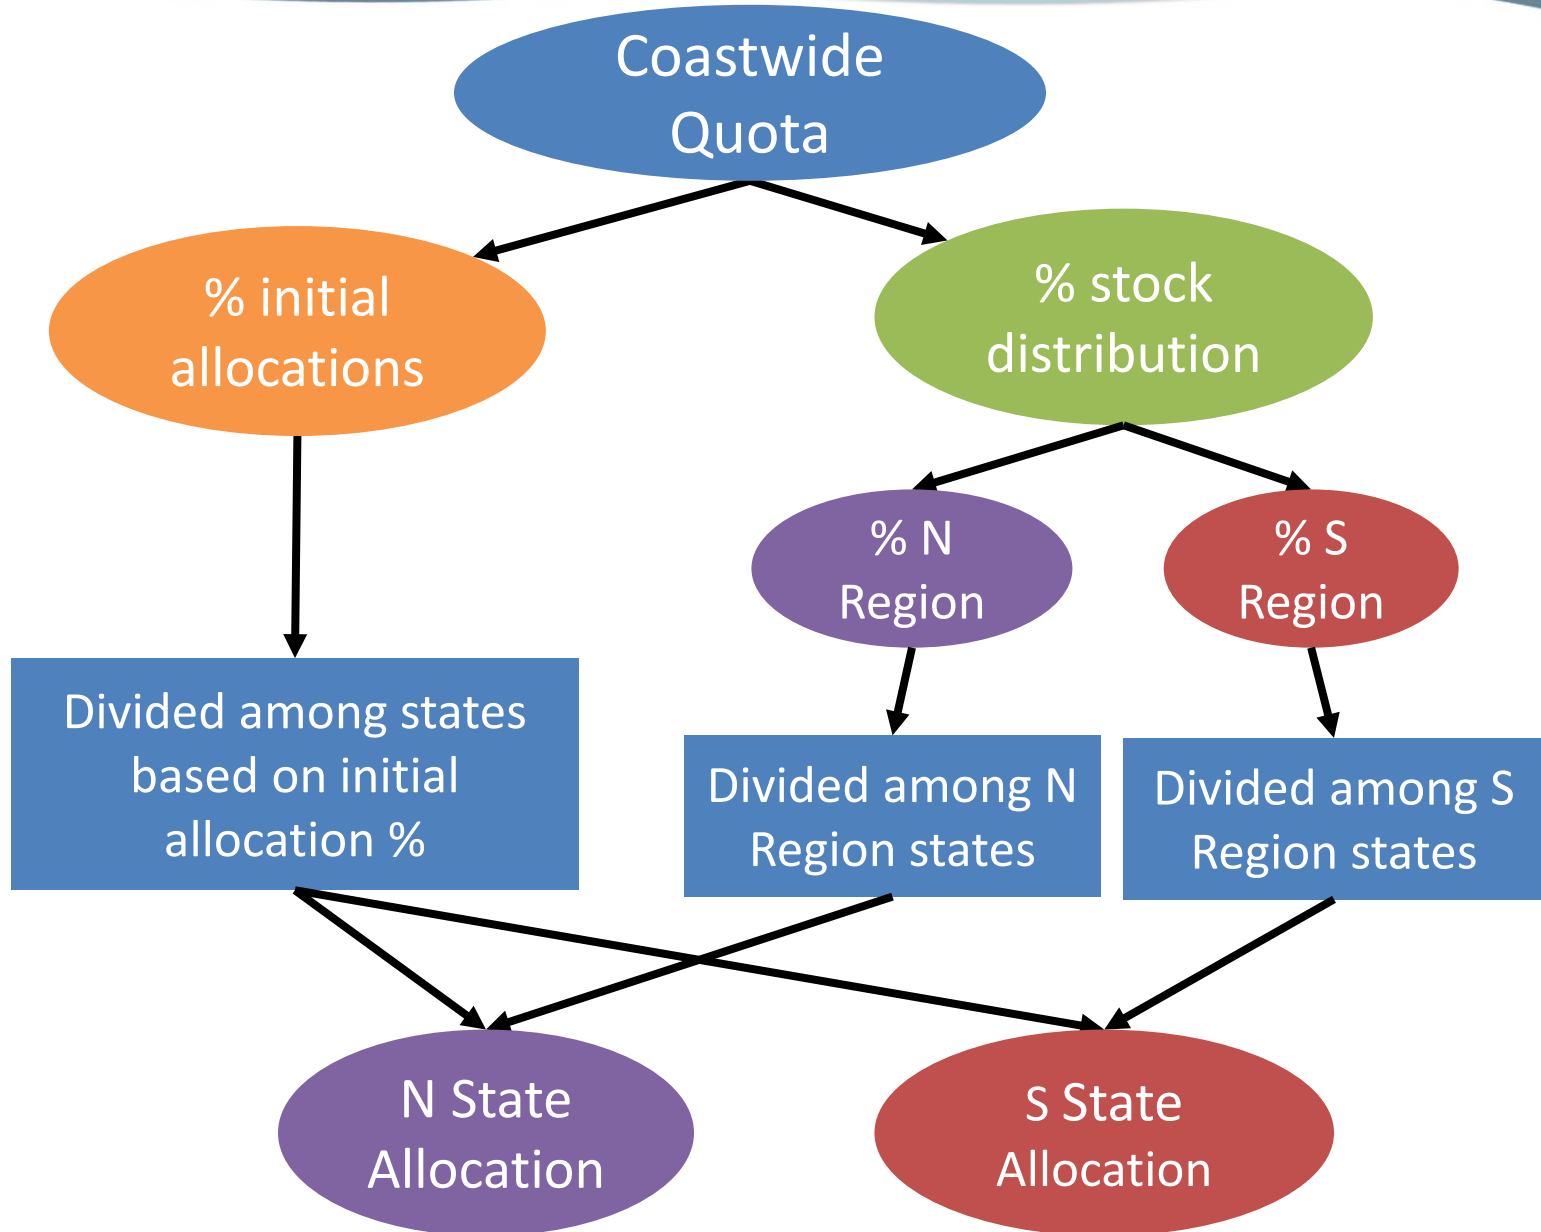 Coastwide
Quota
% initial
allocations
% stock
distribution
% N
Region
% S
Region
Divided among states
based on initial
allocation %
Divided among N
Region states
Divided among S
Region states
N State
Allocation
S State
Allocation